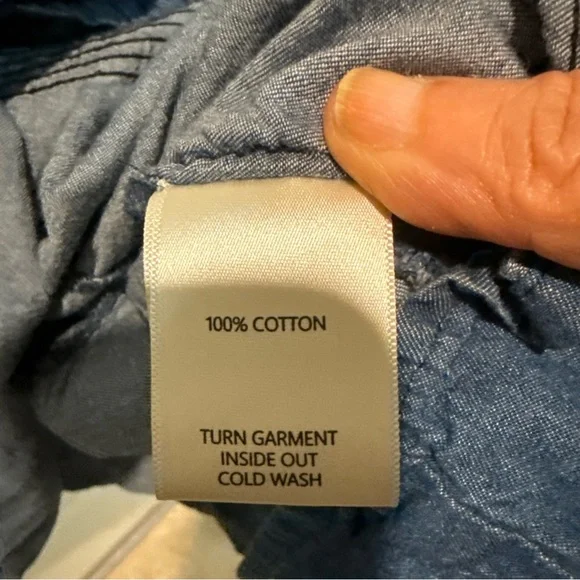 100% COTTON
TURN GARMENT
INSIDE OUT
COLD WASH